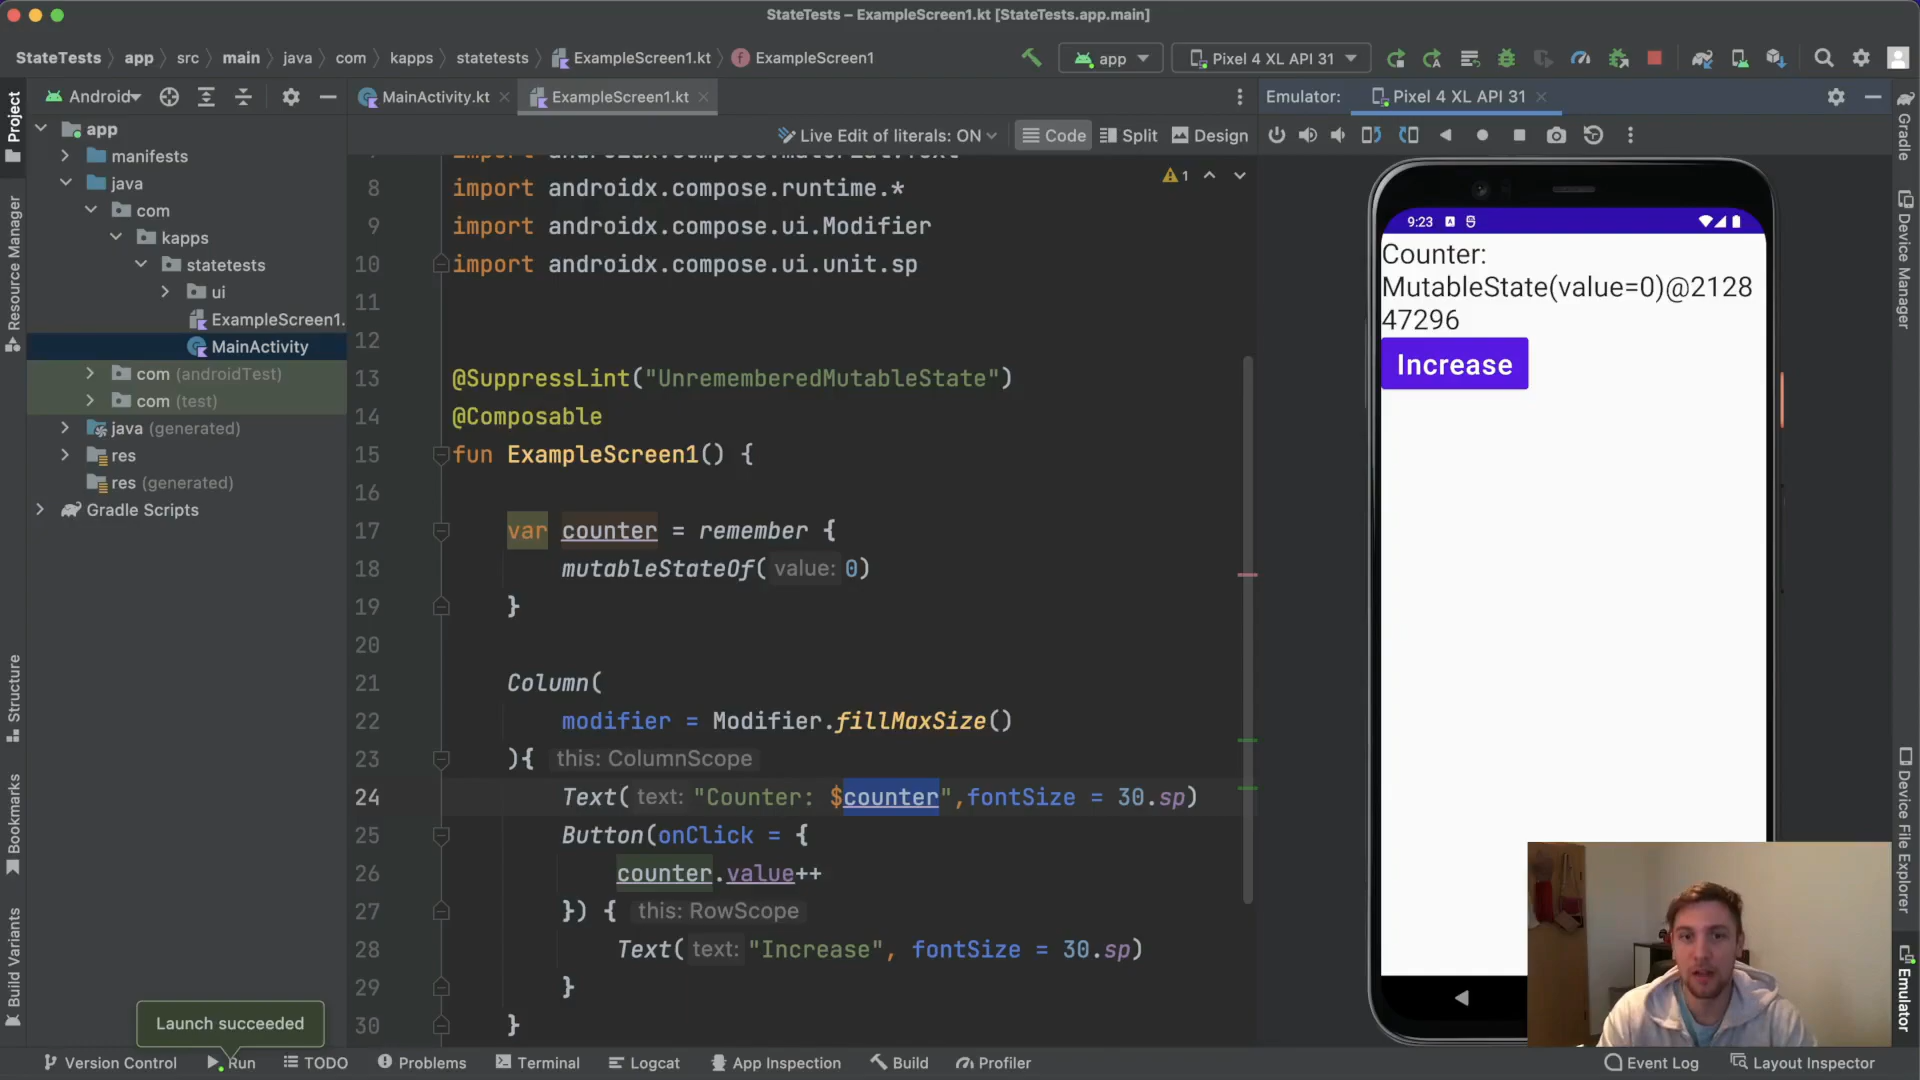 StateTests – ExampleScreen1.kt [StateTests.app.main]
StateTests app src main java com kapps statetests ExampleScreen1.kt ExampleScreen1
app
Pixel 4 XL API 31
Project
Android
MainActivity.kt
ExampleScreen1.kt
Emulator:
Pixel 4 XL API 31
Gradle
Live Edit of literals: ON
Code
Split
Design
app
manifests
java
com
kapps
statetests
ui
ExampleScreen1.
MainActivity
com (androidTest)
com (test)
java (generated)
res
res (generated)
Gradle Scripts
Resource Manager
Structure
Bookmarks
Build Variants
8 import androidx.compose.runtime.*
1
9 import androidx.compose.ui.Modifier
10 import androidx.compose.ui.unit.sp
11
12
13 @SuppressLint("UnrememberedMutableState")
14 @Composable
15 fun ExampleScreen1() {
16
17 var counter = remember {
18 mutableStateOf( value: 0)
19 }
20
21 Column(
22 modifier = Modifier.fillMaxSize()
23 ){ this: ColumnScope
24 Text( text: "Counter: $counter",fontSize = 30.sp)
25 Button(onClick = {
26 counter.value++
27 }) { this: RowScope
28 Text( text: "Increase", fontSize = 30.sp)
29 }
30 }
9:23
Counter:
MutableState(value=0)@2128
47296
Increase
Device Manager
Device File Explorer
Emulator
Launch succeeded
Version Control
Run
TODO
Problems
Terminal
Logcat
App Inspection
Build
Profiler
Event Log
Layout Inspector